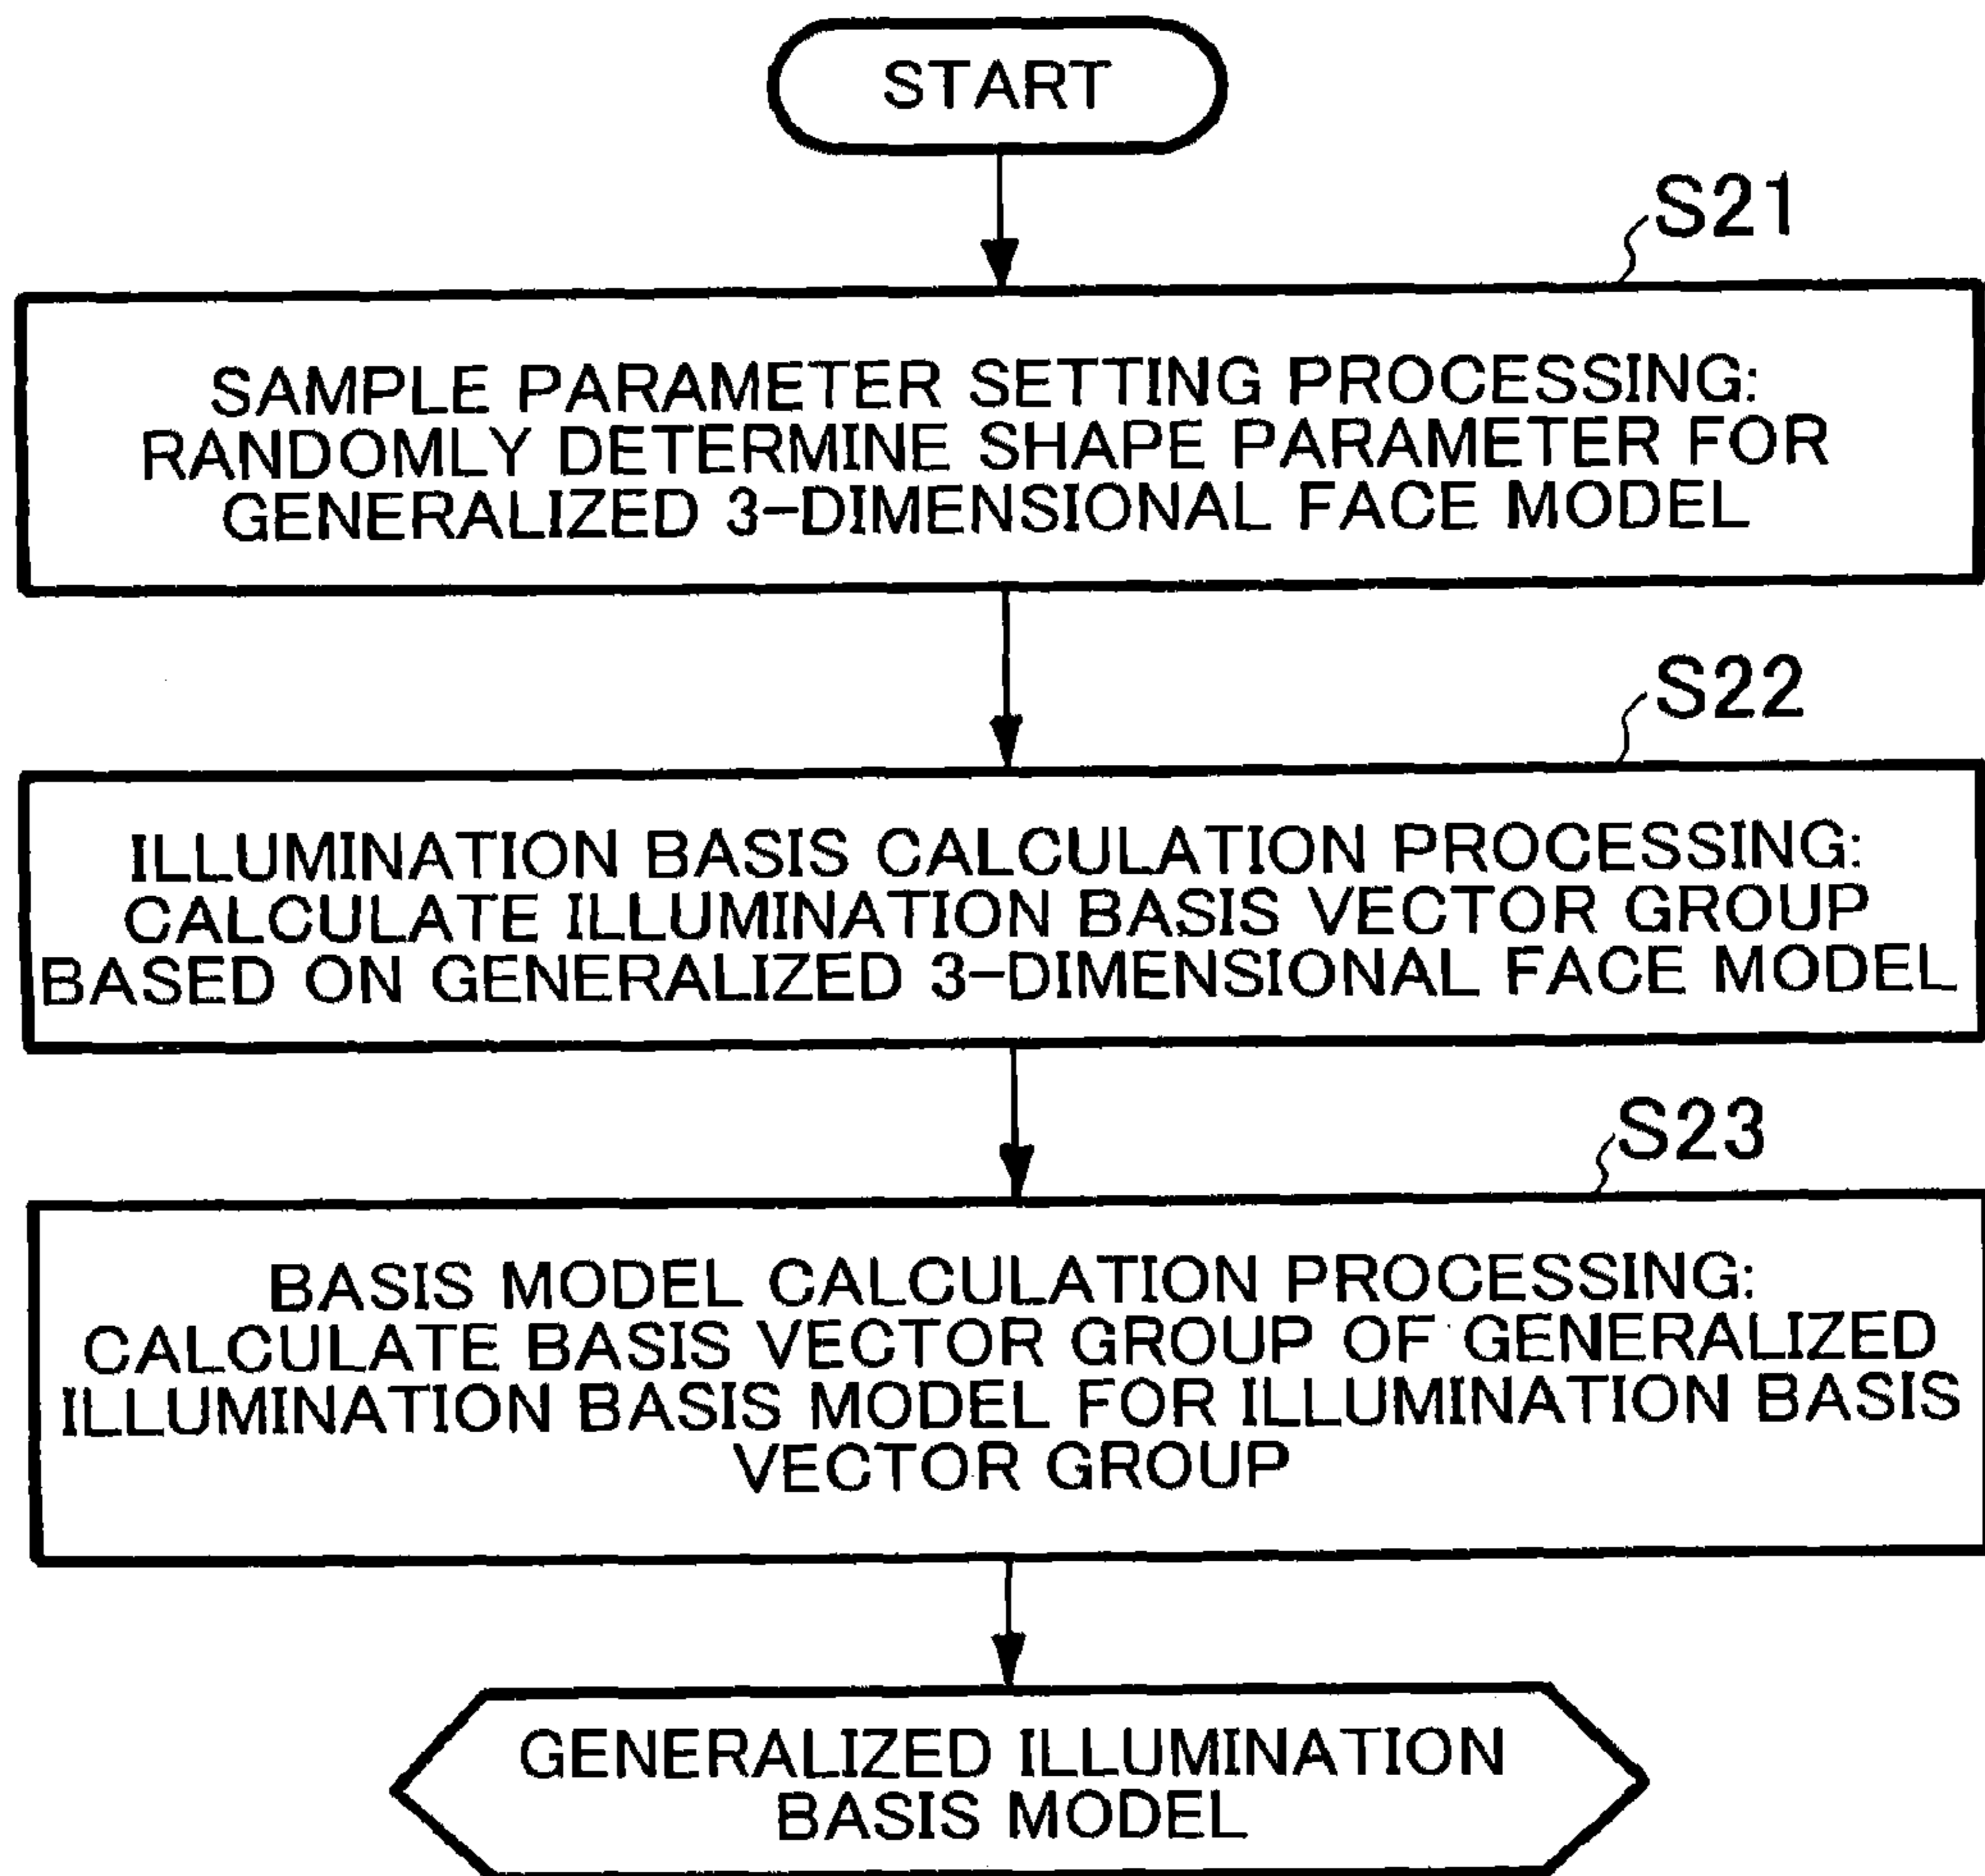 START
S21
SAMPLE PARAMETER SETTING PROCESSING:
RANDOMLY DETERMINE SHAPE PARAMETER FOR
GENERALIZED 3-DIMENSIONAL FACE MODEL
S22
ILLUMINATION BASIS CALCULATION PROCESSING:
CALCULATE ILLUMINATION BASIS VECTOR GROUP
BASED ON GENERALIZED 3-DIMENSIONAL FACE MODEL
S23
BASIS MODEL CALCULATION PROCESSING:
CALCULATE BASIS VECTOR GROUP OF GENERALIZED
ILLUMINATION BASIS MODEL FOR ILLUMINATION BASIS
VECTOR GROUP
GENERALIZED ILLUMINATION
BASIS MODEL